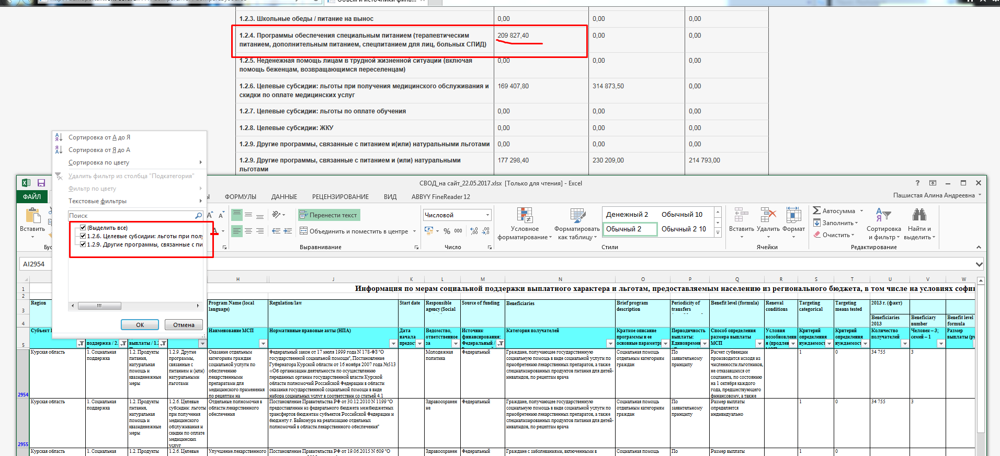 1.2.3. Школьные обеды / питание на вынос 0,00 0,00 0,00
1.2.4. Программы обеспечения специальным питанием (терапевтическим 209 827,40 0,00 0,00
питанием, дополнительным питанием, спецпитанием для лиц, больных СПИД)
1.2.5. Неденежная помощь лицам в трудной жизненной ситуации (включая 0,00 0,00 0,00
помощь беженцам, возвращающимся переселенцам)
1.2.6. Целевые субсидии: льготы при получения медицинского обслуживания и 169 407,80 314 873,50 0,00
скидки по оплате медицинских услуг
1.2.7. Целевые субсидии: льготы по оплате обучения 0,00 0,00 0,00
1.2.8. Целевые субсидии: ЖКУ 0,00 0,00 0,00
1.2.9. Другие программы, связанные с питанием и(или) натуральными льготами 0,00 0,00 0,00
1.2.9. Другие программы, связанные с питанием и (или) натуральными 177 298,40 230 209,00 214 793,00
льготами
Сортировка от А до Я
Сортировка от Я до А
Сортировка по цвету
Удалить фильтр из столбца "Подкатегория"
Фильтр по цвету
Текстовые фильтры
Поиск
(Выделить все)
1.2.6. Целевые субсидии: льготы при полу
1.2.9. Другие программы, связанные с пи
ОК Отмена
СВОД_на сайт_22.05.2017.xlsx [Только для чтения] - Excel
ФАЙЛ ФОРМУЛЫ ДАННЫЕ РЕЦЕНЗИРОВАНИЕ ВИД ABBYY FineReader 12
Пашистая Алина Андреевна
Вставить
Перенести текст
Объединить и поместить в центре
Выравнивание
Числовой
% 000
Число
Условное форматирование
Форматировать как таблицу
Денежный 2 Обычный 10
Обычный 2 Обычный 2 10
Стили
Вставить Удалить Формат
Ячейки
Автосумма
Заполнить
Очистить
Сортировка и фильтр
Найти и выделить
Редактирование
AI2954
H J K L M N O P Q R S T U V W
1 Информация по мерам социальной поддержки выплатного характера и льготам, предоставляемым населению из регионального бюджета, в том числе на условиях софин
2
3 Region
Program Name (local language)
Regulation/law
Start date
Responsible agency (Social
Source of funding
Beneficiaries
Brief program description
Periodicity of transfers
Benefit level (formula)
Renewal conditions
Targeting categorical
Targeting means tested
2013 г. (факт)
4 Beneficiaries 2013
Beneficiary number
Benefit level formula
5 Субъект
поддержка / 2.
выплаты / 1.2
Наименование МСП
Нормативные правовые акты (НПА)
Дата начала предост
Ведомство, ответственное за
Источник финансирования: Федеральный /
Категория получателей
Краткое описание программы и ее основные параметры
Периодичность выплаты: Единовремен
Способ определения размера выплаты МСП
Условия возобновлени я (продлен
Критерий определения нуждаемост
Критерий определения нуждаемост
Количество получателей
Человек – 3; семей – 1
Размер выплаты (ру
2954
Курская область
1. Социальная поддержка
1.2. Продукты питания, натуральная помощь и квазиденежные меры
1.2.9. Другие программы, связанные с питанием и (или) натуральными льготами
Оказание отдельным категориям граждан социальной услуги по обеспечению лекарственными препаратами для медицинского применения по рецептам на
Федеральный закон от 17 июля 1999 года N 178-ФЗ "О государственной социальной помощи", Постановление Губернатора Курской области от 16 ноября 2007 года №513 «Об организации деятельности по осуществлению переданных органам государственной власти Курской области полномочий Российской Федерации в области оказания государственной социальной помощи в виде набора социальных услуг в соответствии со статьей 4.1
Молодежная политика
Федеральный
Граждане, получающее государственную социальную помощь в виде социальной услуги по приобретению лекарственных препаратов, а также специализированных продуктов питания для детей-инвалидов, по рецептам врача
Социальная помощь отдельным категориям граждан
По заявительному принципу
Расчет субвенции производится исходя из численности льготников, не отказавшихся от соцпакета, по состоянию на 1 октября каждого года, предшествующего финансовому, а также
1 0 34 755 3
2955
Курская область
1. Социальная поддержка
1.2. Продукты питания, натуральная помощь и квазиденежные меры
1.2.6. Целевые субсидии: льготы при получения медицинского обслуживания и скидки по оплате медицинских услуг
Отдельные полномочия в области лекарственного обеспечения
Постановление Правительства РФ от 30.12.2010 N 1199 "О предоставлении из федерального бюджета межбюджетных трансфертов бюджетам субъектов Российской Федерации и бюджету г. Байконура на реализацию отдельных полномочий в области лекарственного обеспечения"
Здравоохранен ие
Федеральный
Граждане, получающее государственную социальную помощь в виде социальной услуги по приобретению лекарственных препаратов, а также специализированных продуктов питания для детей-инвалидов, по рецептам врача
Социальная помощь отдельным категориям граждан
По заявительному принципу
Размер выплаты определяется индивидуально
1 0 34 755 3
Курская область
1. Социальная
1.2. Продукты
1.2.6. Целевые
Улучшение лекарственного
Постановление Правительства РФ от 19.06.2015 N 609 "О
Здравоохранен
Федеральный
Граждане с заболеваниями, включенными в
Социальная помощь
По
Размер выплаты
1 0